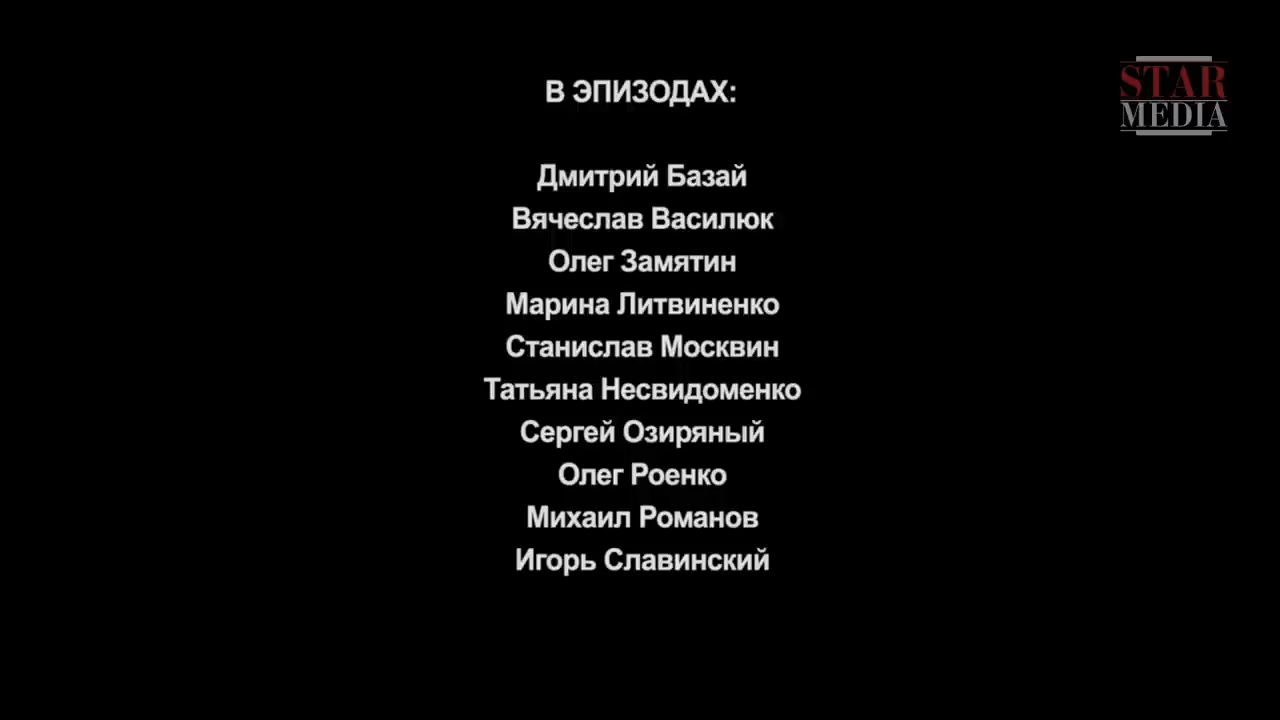 STAR
MEDIA
В ЭПИЗОДАХ:
Дмитрий Базай
Вячеслав Василюк
Олег Замятин
Марина Литвиненко
Станислав Москвин
Татьяна Несвидоменко
Сергей Озиряный
Олег Роенко
Михаил Романов
Игорь Славинский